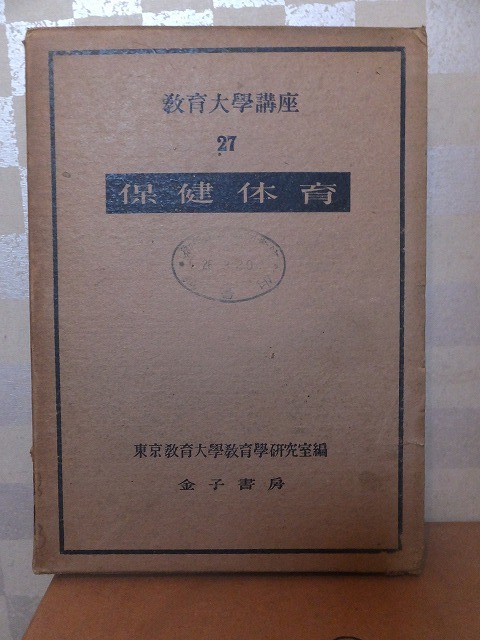 教育大學講座
27
保健体育
東京教育大學教育學研究室編
金子書房